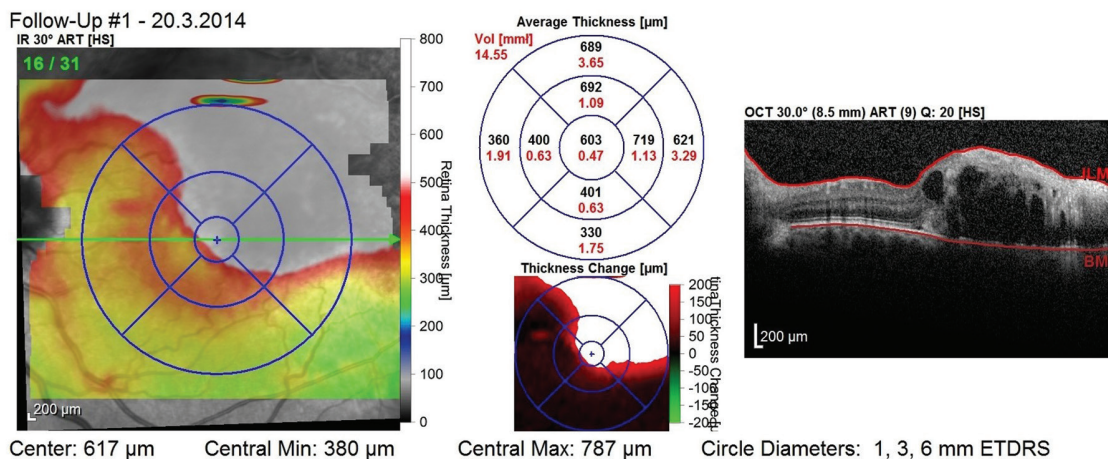 Follow-Up #1 - 20.3.2014
IR 30° ART [HS]
16 / 31
200 µm
800
700
600
500
400
300
200
100
0
Retina Thickness [µm]
Average Thickness [µm]
Vol [mmł]
14.55
689
3.65
692
1.09
360
1.91
400
0.63
603
0.47
719
1.13
621
3.29
401
0.63
330
1.75
Thickness Change [µm]
200
150
100
50
0
-50
-100
-150
-200
tinaThickness Changed
OCT 30.0° (8.5 mm) ART (9) Q: 20 [HS]
ILM
BM
200 µm
Center: 617 µm Central Min: 380 µm Central Max: 787 µm Circle Diameters: 1, 3, 6 mm ETDRS